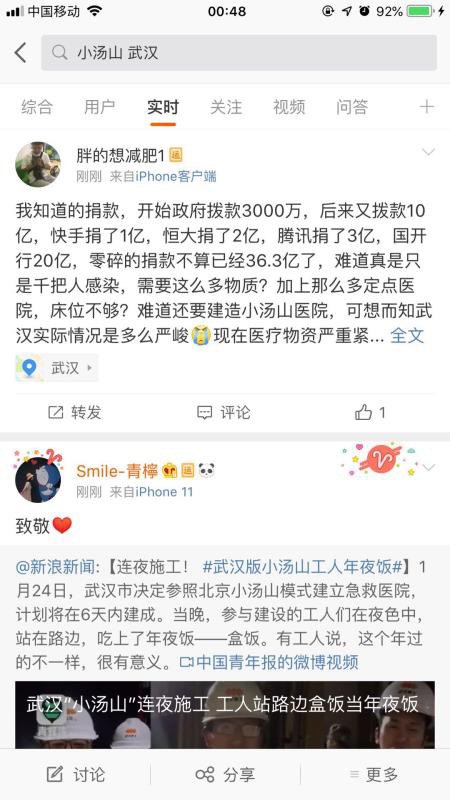 中国移动
00:48
92%
小汤山 武汉
综合 用户 实时 关注 视频 问答
胖的想减肥1
刚刚 来自iPhone客户端
我知道的捐款，开始政府拨款3000万，后来又拨款10
亿，快手捐了1亿，恒大捐了2亿，腾讯捐了3亿，国开
行20亿，零碎的捐款不算已经36.3亿了，难道真是只
是千把人感染，需要这么多物质？加上那么多定点医
院，床位不够？难道还要建造小汤山医院，可想而知武
汉实际情况是多么严峻😭现在医疗物资严重紧... 全文
武汉
转发 评论 1
Smile-青檸
刚刚 来自iPhone 11
致敬❤️
@新浪新闻:【连夜施工！ #武汉版小汤山工人年夜饭#】1
月24日，武汉市决定参照北京小汤山模式建立急救医院，
计划将在6天内建成。当晚，参与建设的工人们在夜色中，
站在路边，吃上了年夜饭——盒饭。有工人说，这个年过
的不一样，很有意义。中国青年报的微博视频
武汉“小汤山”连夜施工 工人站路边盒饭当年夜饭
讨论 分享 更多